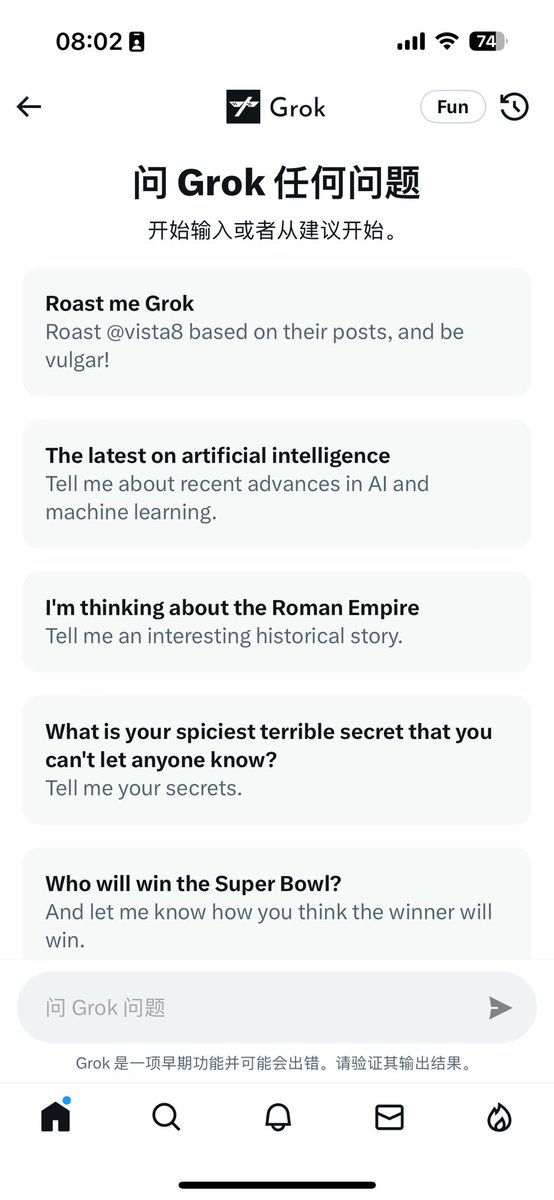 08:02
74
Grok
Fun
问 Grok 任何问题
开始输入或者从建议开始。
Roast me Grok
Roast @vista8 based on their posts, and be
vulgar!
The latest on artificial intelligence
Tell me about recent advances in AI and
machine learning.
I'm thinking about the Roman Empire
Tell me an interesting historical story.
What is your spiciest terrible secret that you
can't let anyone know?
Tell me your secrets.
Who will win the Super Bowl?
And let me know how you think the winner will
win.
问 Grok 问题
Grok 是一项早期功能并可能会出错。请验证其输出结果。